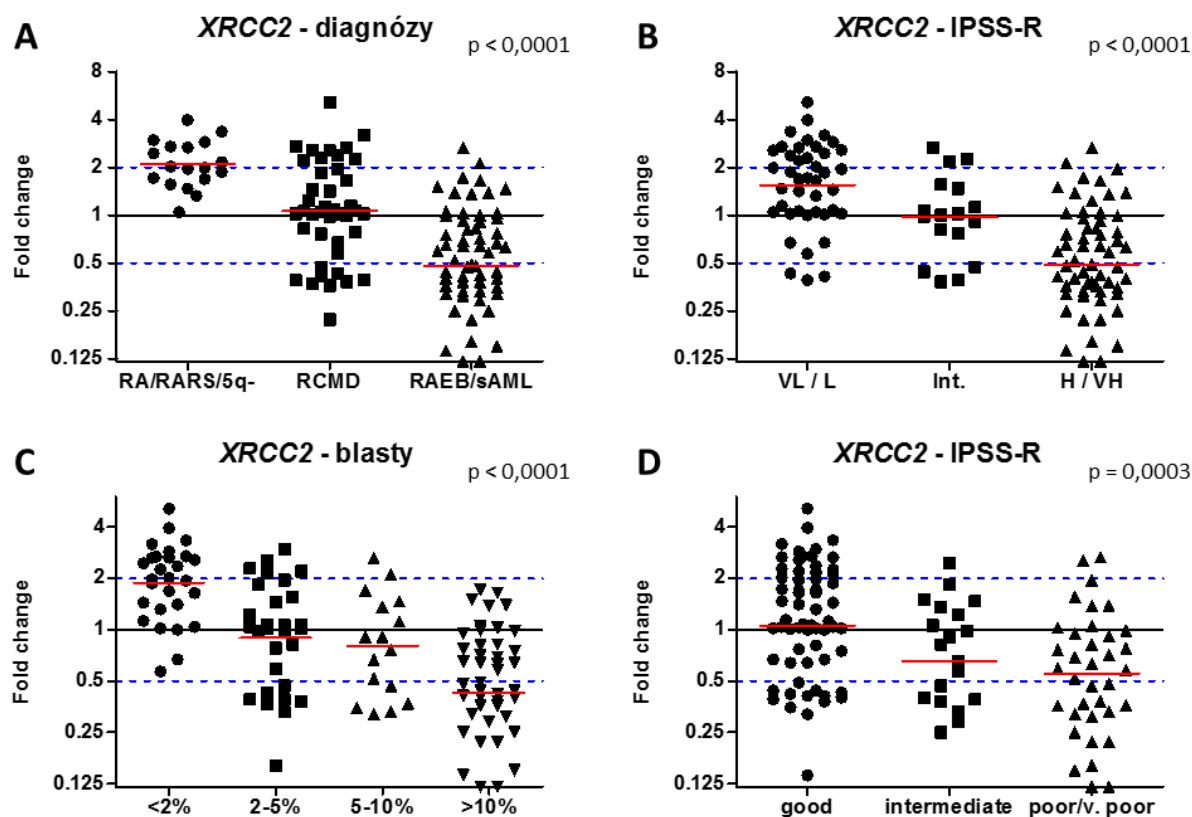 A
XRCC2 - diagnózy
p < 0,0001
Fold change
8
4
2
1
0.5
0.25
0.125
RA/RARS/5q- RCMD RAEB/sAML
B
XRCC2 - IPSS-R
p < 0,0001
Fold change
8
4
2
1
0.5
0.25
0.125
VL / L Int. H / VH
C
XRCC2 - blasty
p < 0,0001
Fold change
4
2
1
0.5
0.25
0.125
<2% 2-5% 5-10% >10%
D
XRCC2 - IPSS-R
p = 0,0003
Fold change
4
2
1
0.5
0.25
0.125
good intermediate poor/v. poor